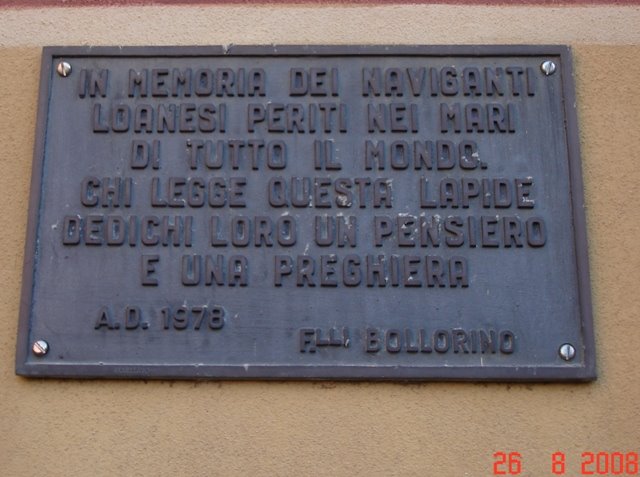 IN MEMORIA DEI NAVIGANTI
LOANESI PERITI NEI MARI
DI TUTTO IL MONDO.
CHI LEGGE QUESTA LAPIDE
DEDICHI LORO UN PENSIERO
E UNA PREGHIERA
A.D. 1978
F.LLI BOLLORINO
26 8 2008